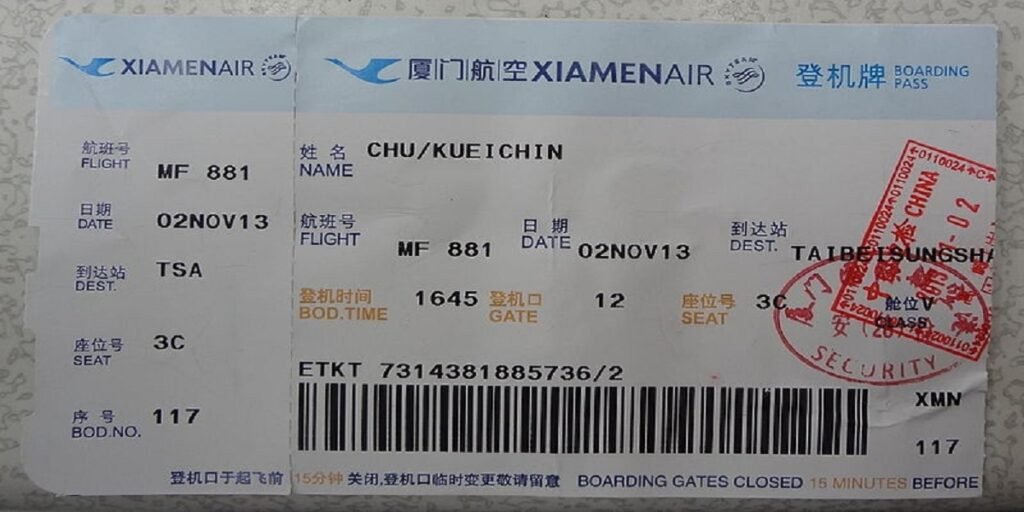 XIAMENAIR
航班号
FLIGHT MF 881
日期
DATE 02NOV13
到达站 TSA
DEST.
座位号 3C
SEAT
序号 117
BOD.NO.
厦门航空 XIAMENAIR
登机牌 BOARDING PASS
姓名 CHU/KUEICHIN
NAME
航班号
FLIGHT MF 881
日期
DATE 02NOV13
到达站
DEST. TAIBEISUNGSHA
登机时间 1645
BOD.TIME
登机口 12
GATE
座位号 3C
SEAT
舱位 V
CLASS
ETKT 7314381885736/2
XMN
117
登机口于起飞前15分钟关闭,登机口临时变更敬请留意 BOARDING GATES CLOSED 15 MINUTES BEFORE
0110024
CHINA
SECURITY